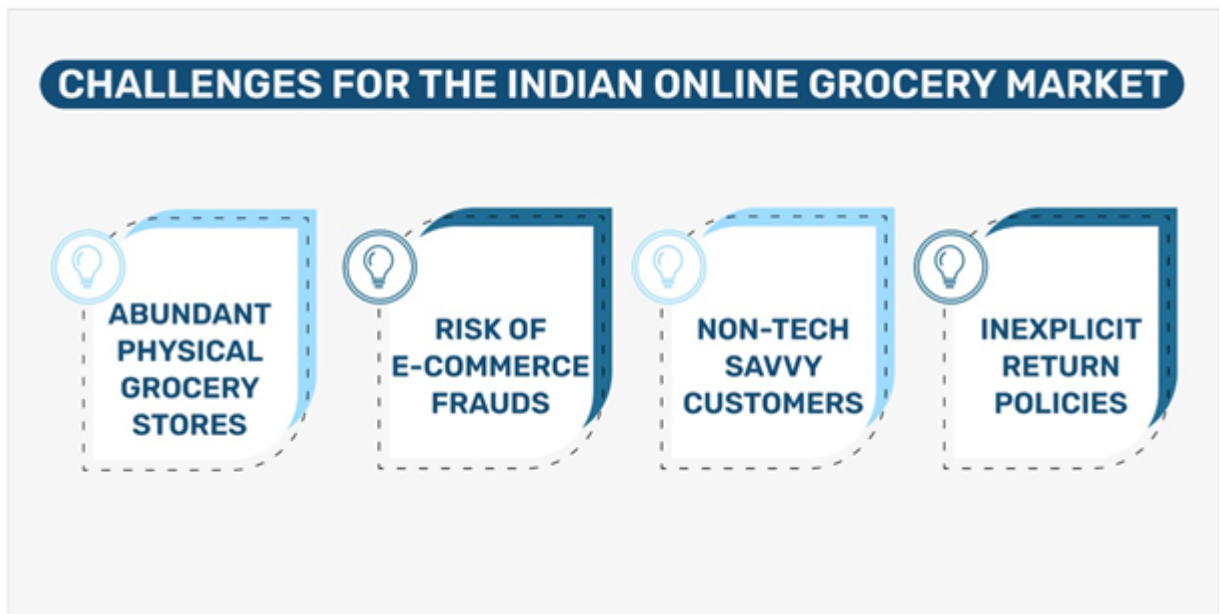 CHALLENGES FOR THE INDIAN ONLINE GROCERY MARKET
ABUNDANT
PHYSICAL
GROCERY
STORES
RISK OF
E-COMMERCE
FRAUDS
NON-TECH
SAVVY
CUSTOMERS
INEXPLICIT
RETURN
POLICIES